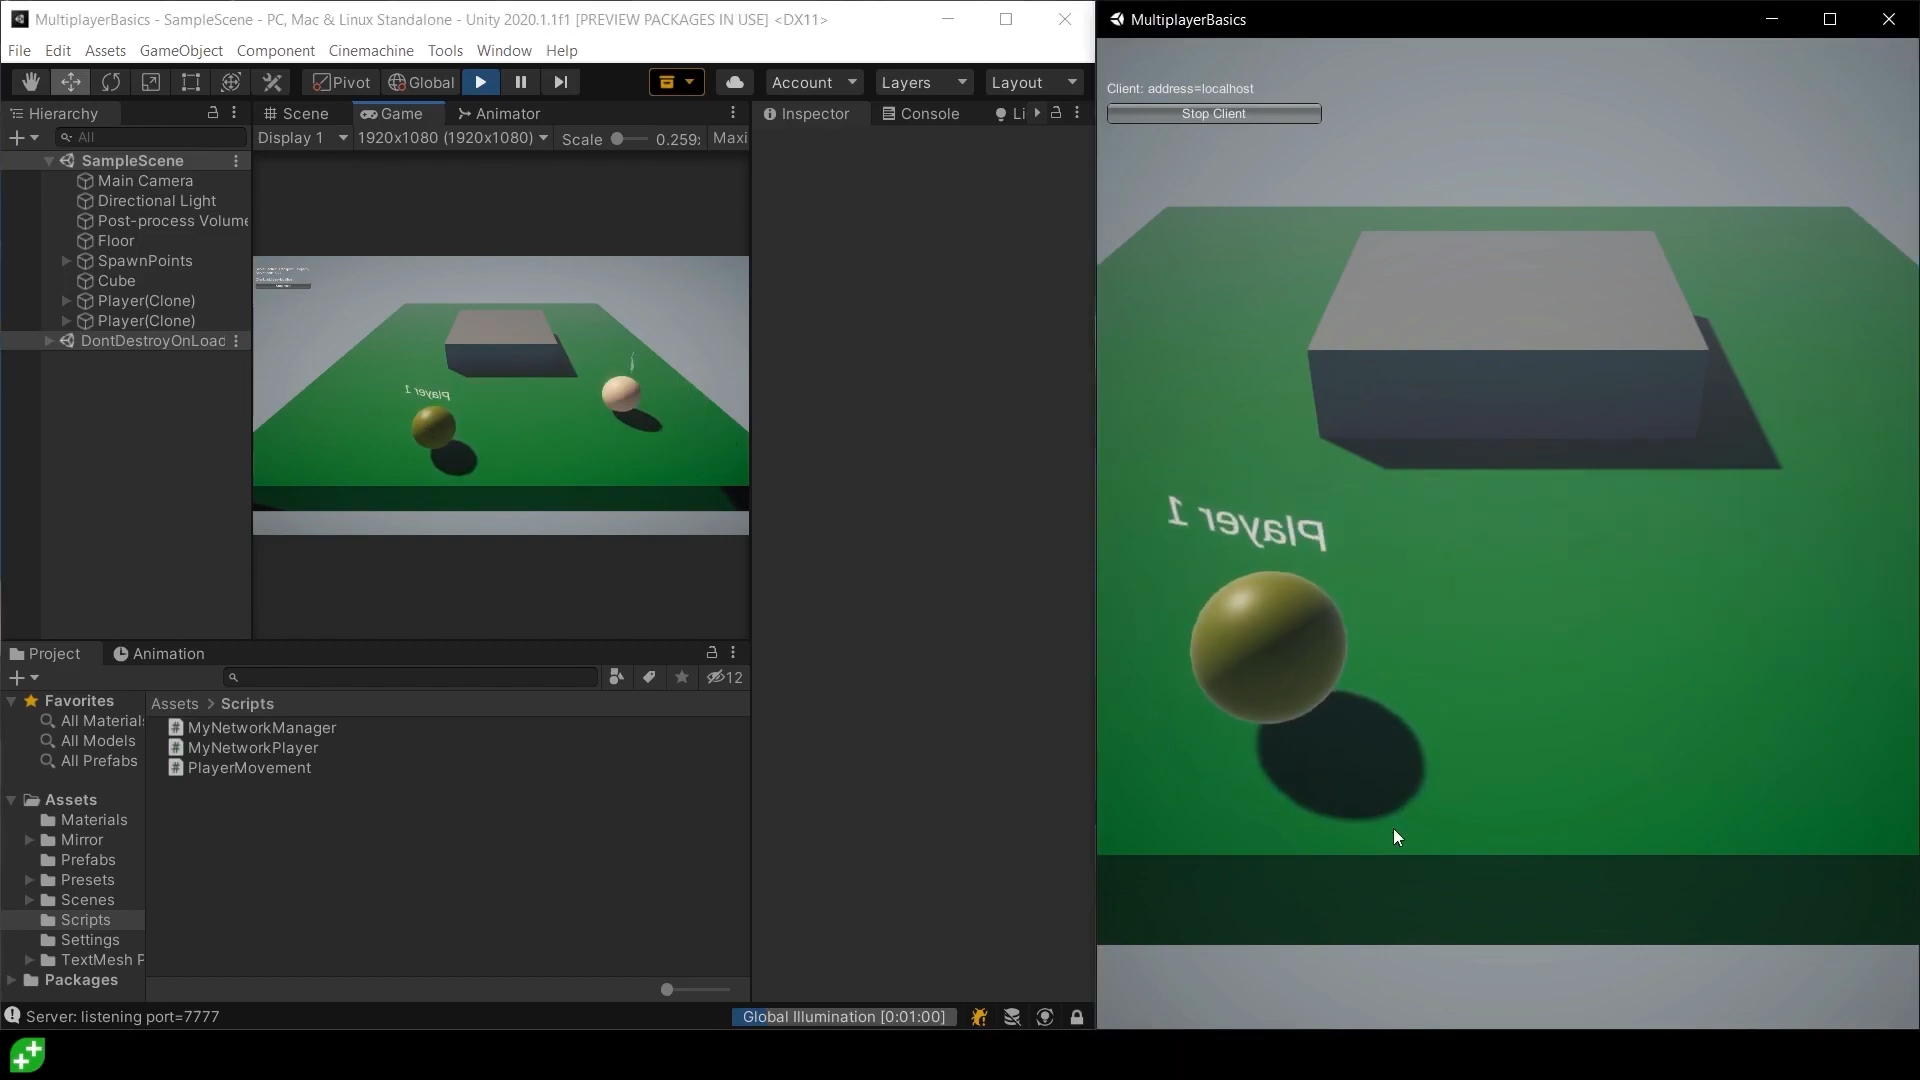 MultiplayerBasics - SampleScene - PC, Mac & Linux Standalone - Unity 2020.1.1f1 [PREVIEW PACKAGES IN USE] <DX11>
File Edit Assets GameObject Component Cinemachine Tools Window Help
Pivot Global Account Layers Layout
Hierarchy
All
SampleScene
Main Camera
Directional Light
Post-process Volume
Floor
SpawnPoints
Cube
Player(Clone)
Player(Clone)
DontDestroyOnLoad
Scene Game Animator
Display 1 1920x1080 (1920x1080) Scale 0.259: Maxi
Player 1
Inspector Console Li
Project Animation
12
Favorites
All Materials
All Models
All Prefabs
Assets
Materials
Mirror
Prefabs
Presets
Scenes
Scripts
Settings
TextMesh P
Packages
Assets > Scripts
MyNetworkManager
MyNetworkPlayer
PlayerMovement
Server: listening port=7777
Global Illumination [0:01:00]
MultiplayerBasics
Client: address=localhost
Stop Client
Player 1